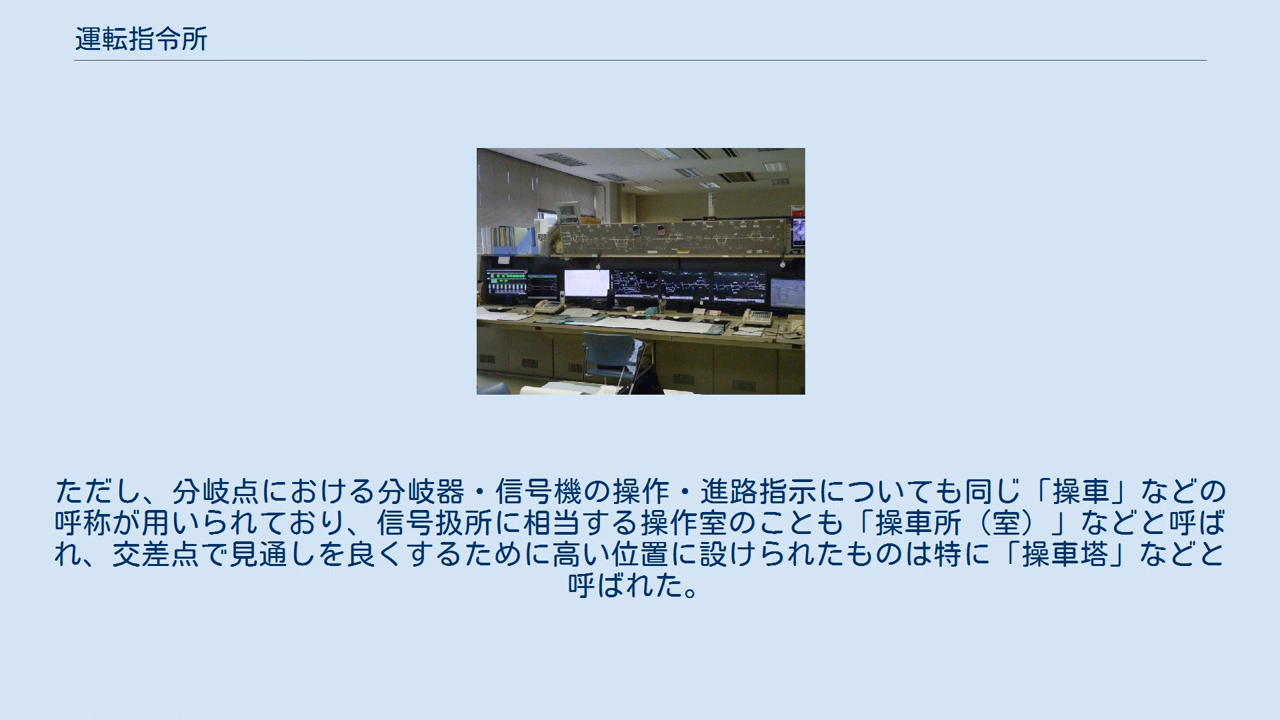 運転指令所
ただし、分岐点における分岐器・信号機の操作・進路指示についても同じ「操車」などの
呼称が用いられており、信号扱所に相当する操作室のことも「操車所（室）」などと呼ば
れ、交差点で見通しを良くするために高い位置に設けられたものは特に「操車塔」などと
呼ばれた。